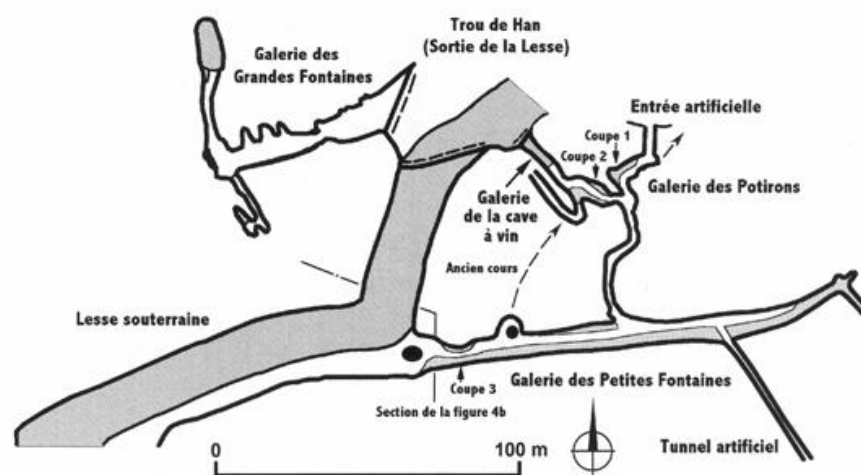 Trou de Han
(Sortie de la Lesse)
Galerie des
Grandes Fontaines
Entrée artificielle
Coupe 1
Coupe 2
Galerie des Potirons
Galerie
de la cave
à vin
Ancien cours
Lesse souterraine
Galerie des Petites Fontaines
Coupe 3
Section de la figure 4b
Tunnel artificiel
0
100 m